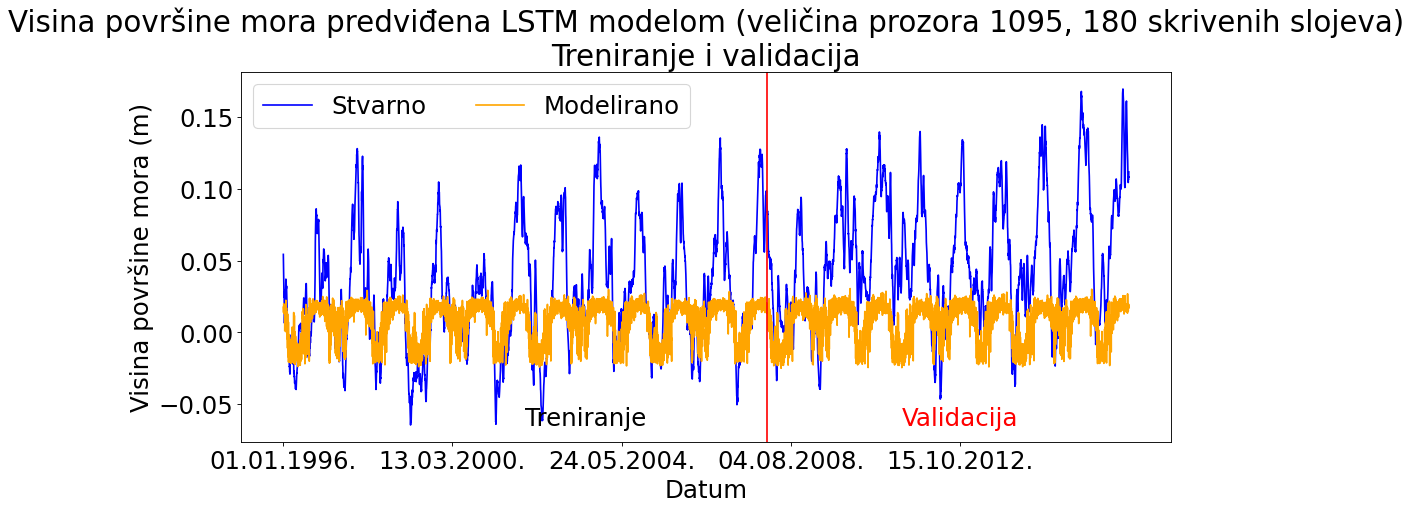 Visina površine mora predviđena LSTM modelom (veličina prozora 1095, 180 skrivenih slojeva)
Treniranje i validacija
Stvarno
Modelirano
Visina površine mora (m)
0.15
0.10
0.05
0.00
−0.05
Treniranje
Validacija
01.01.1996.
13.03.2000.
24.05.2004.
04.08.2008.
15.10.2012.
Datum